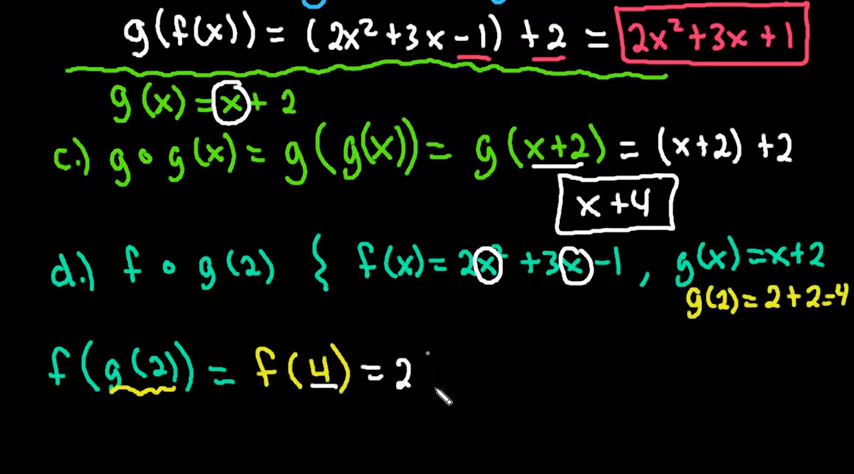 g(f(x)) = (2x²+3x-1) +2 = 2x²+3x+1
g(x) = x + 2
c.) g∘g(x) = g(g(x)) = g(x+2) = (x+2) +2
x+4
d.) f∘g(2) { f(x) = 2x² +3x-1, g(x)=x+2
g(2) = 2+2=4
f(g(2)) = f(4) = 2